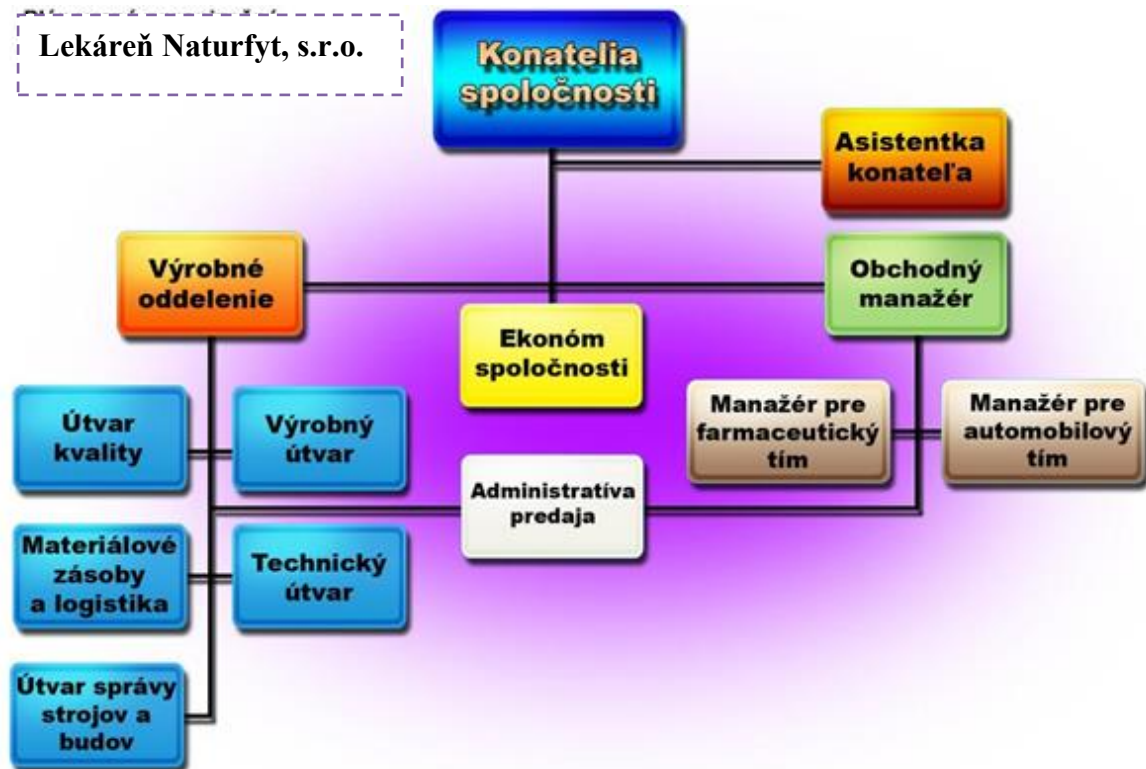 Lekáreň Naturfyt, s.r.o.
Konatelia
spoločnosti
Asistentka
konateľa
Výrobné
oddelenie
Obchodný
manažér
Ekonóm
spoločnosti
Útvar
kvality
Výrobný
útvar
Manažér pre
farmaceutický
tím
Manažér pre
automobilový
tím
Administratíva
predaja
Materiálové
zásoby
a logistika
Technický
útvar
Útvar správy
strojov a
budov